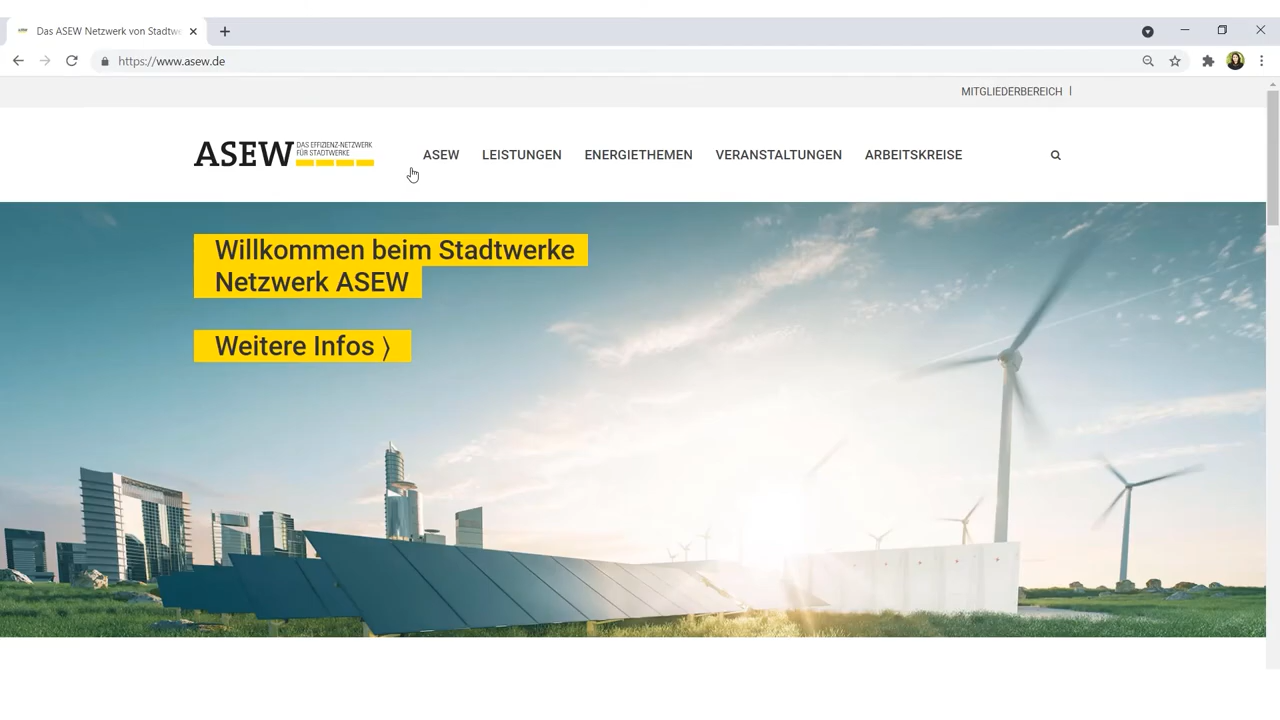 Das ASEW Netzwerk von Stadtwe
https://www.asew.de
MITGLIEDERBEREICH |
ASEW DAS EFFIZIENZ-NETZWERK
FÜR STADTWERKE
ASEW LEISTUNGEN ENERGIETHEMEN VERANSTALTUNGEN ARBEITSKREISE
Willkommen beim Stadtwerke
Netzwerk ASEW
Weitere Infos ⟩